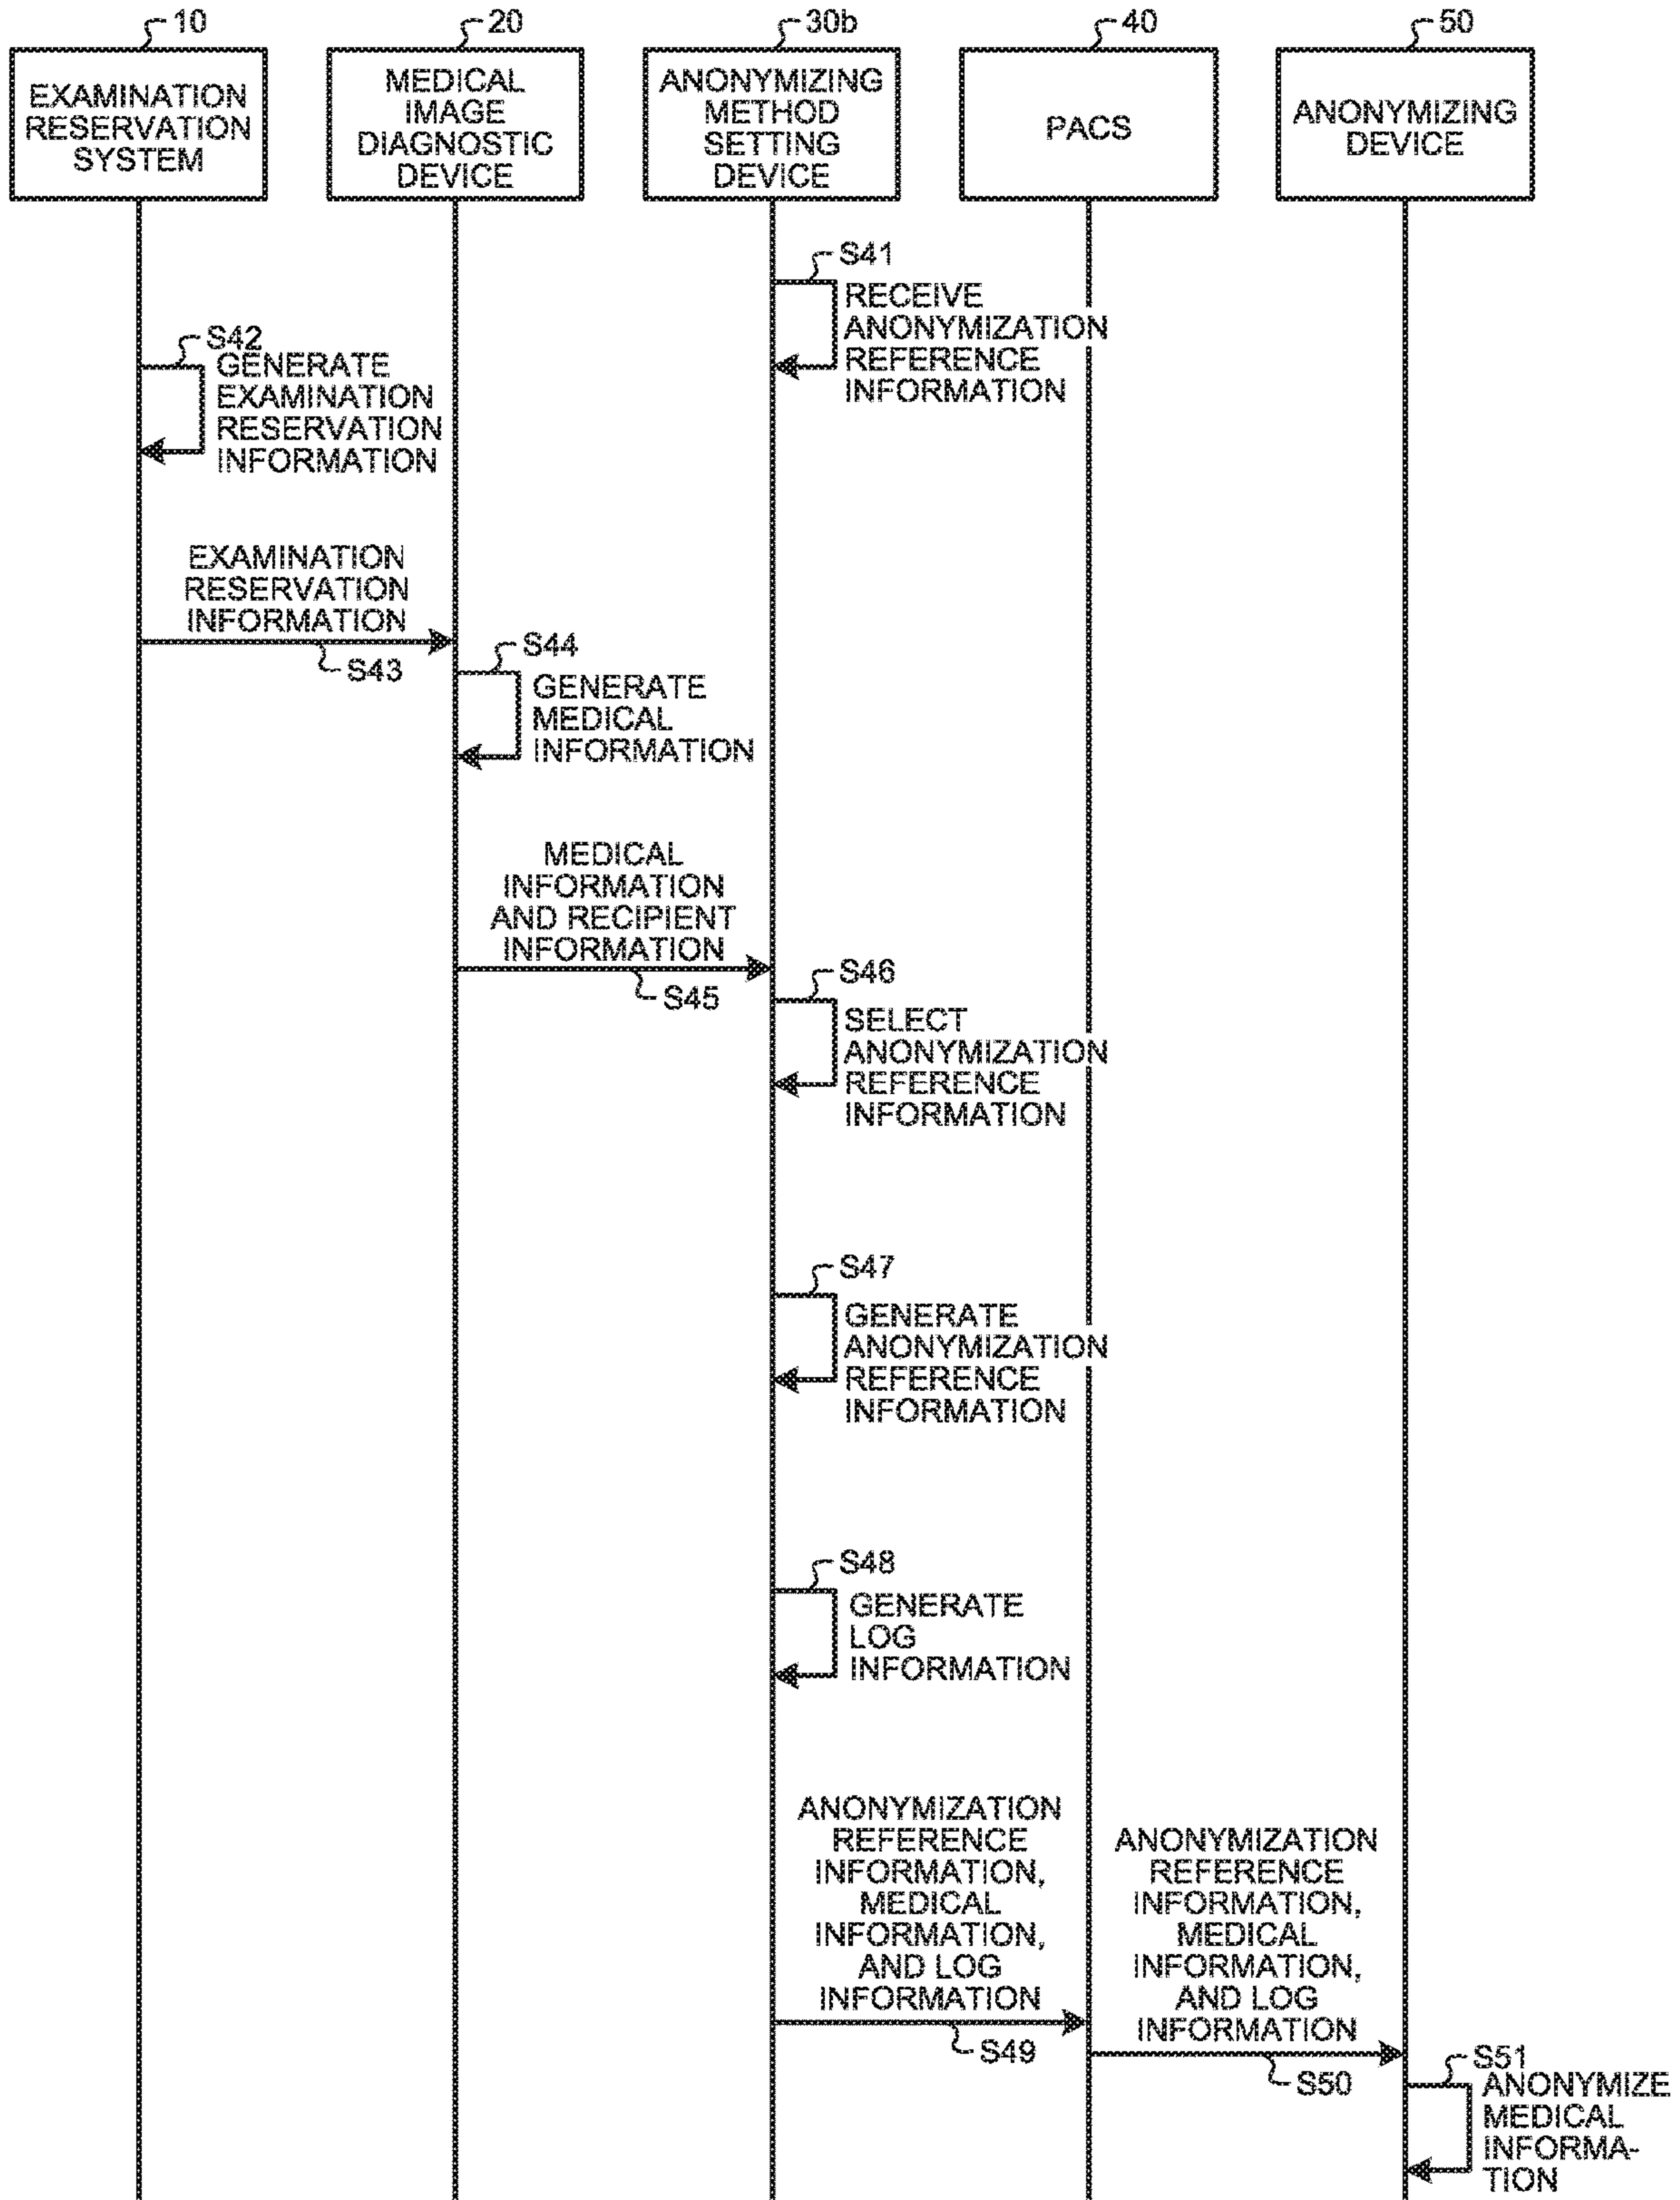 10
20
30b
40
50
EXAMINATION
RESERVATION
SYSTEM
MEDICAL
IMAGE
DIAGNOSTIC
DEVICE
ANONYMIZING
METHOD
SETTING
DEVICE
PACS
ANONYMIZING
DEVICE
S41
RECEIVE
ANONYMIZATION
REFERENCE
INFORMATION
S42
GENERATE
EXAMINATION
RESERVATION
INFORMATION
EXAMINATION
RESERVATION
INFORMATION
S43
S44
GENERATE
MEDICAL
INFORMATION
MEDICAL
INFORMATION
AND RECIPIENT
INFORMATION
S45
S46
SELECT
ANONYMIZATION
REFERENCE
INFORMATION
S47
GENERATE
ANONYMIZATION
REFERENCE
INFORMATION
S48
GENERATE
LOG
INFORMATION
ANONYMIZATION
REFERENCE
INFORMATION,
MEDICAL
INFORMATION,
AND LOG
INFORMATION
S49
ANONYMIZATION
REFERENCE
INFORMATION,
MEDICAL
INFORMATION,
AND LOG
INFORMATION
S50
S51
ANONYMIZE
MEDICAL
INFORMA-
TION